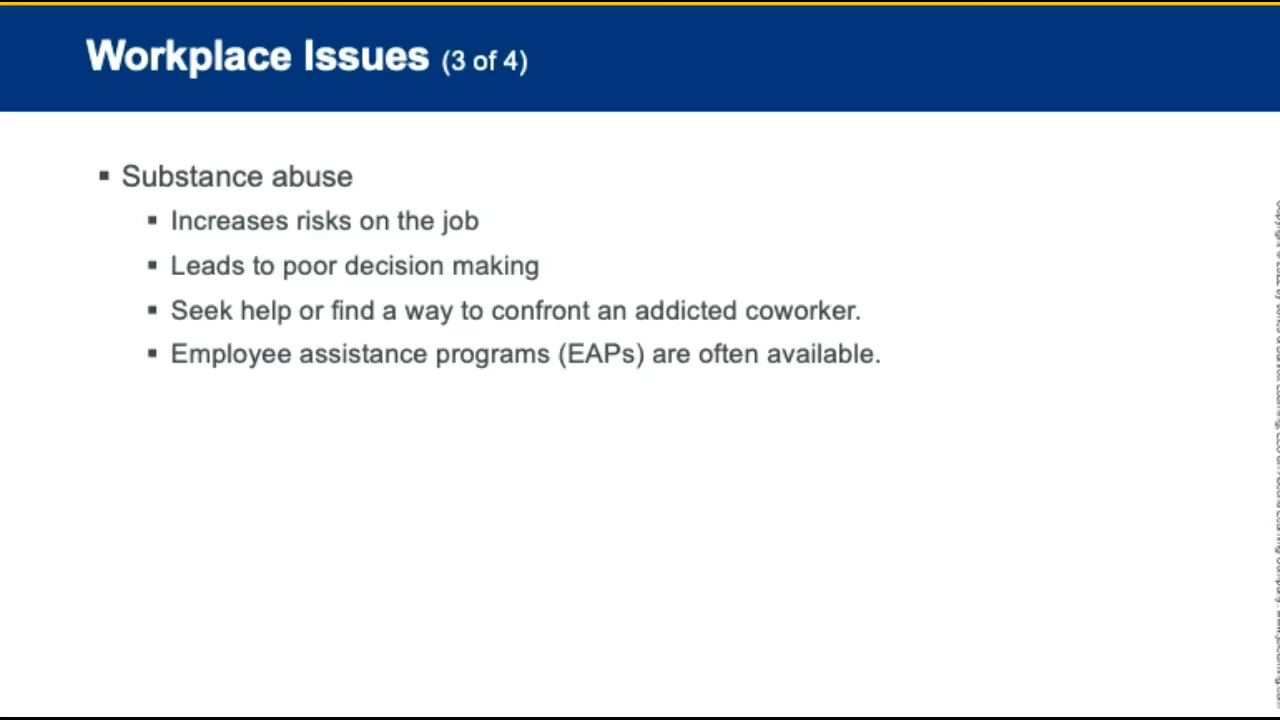 Workplace Issues (3 of 4)
▪ Substance abuse
▪ Increases risks on the job
▪ Leads to poor decision making
▪ Seek help or find a way to confront an addicted coworker.
▪ Employee assistance programs (EAPs) are often available.